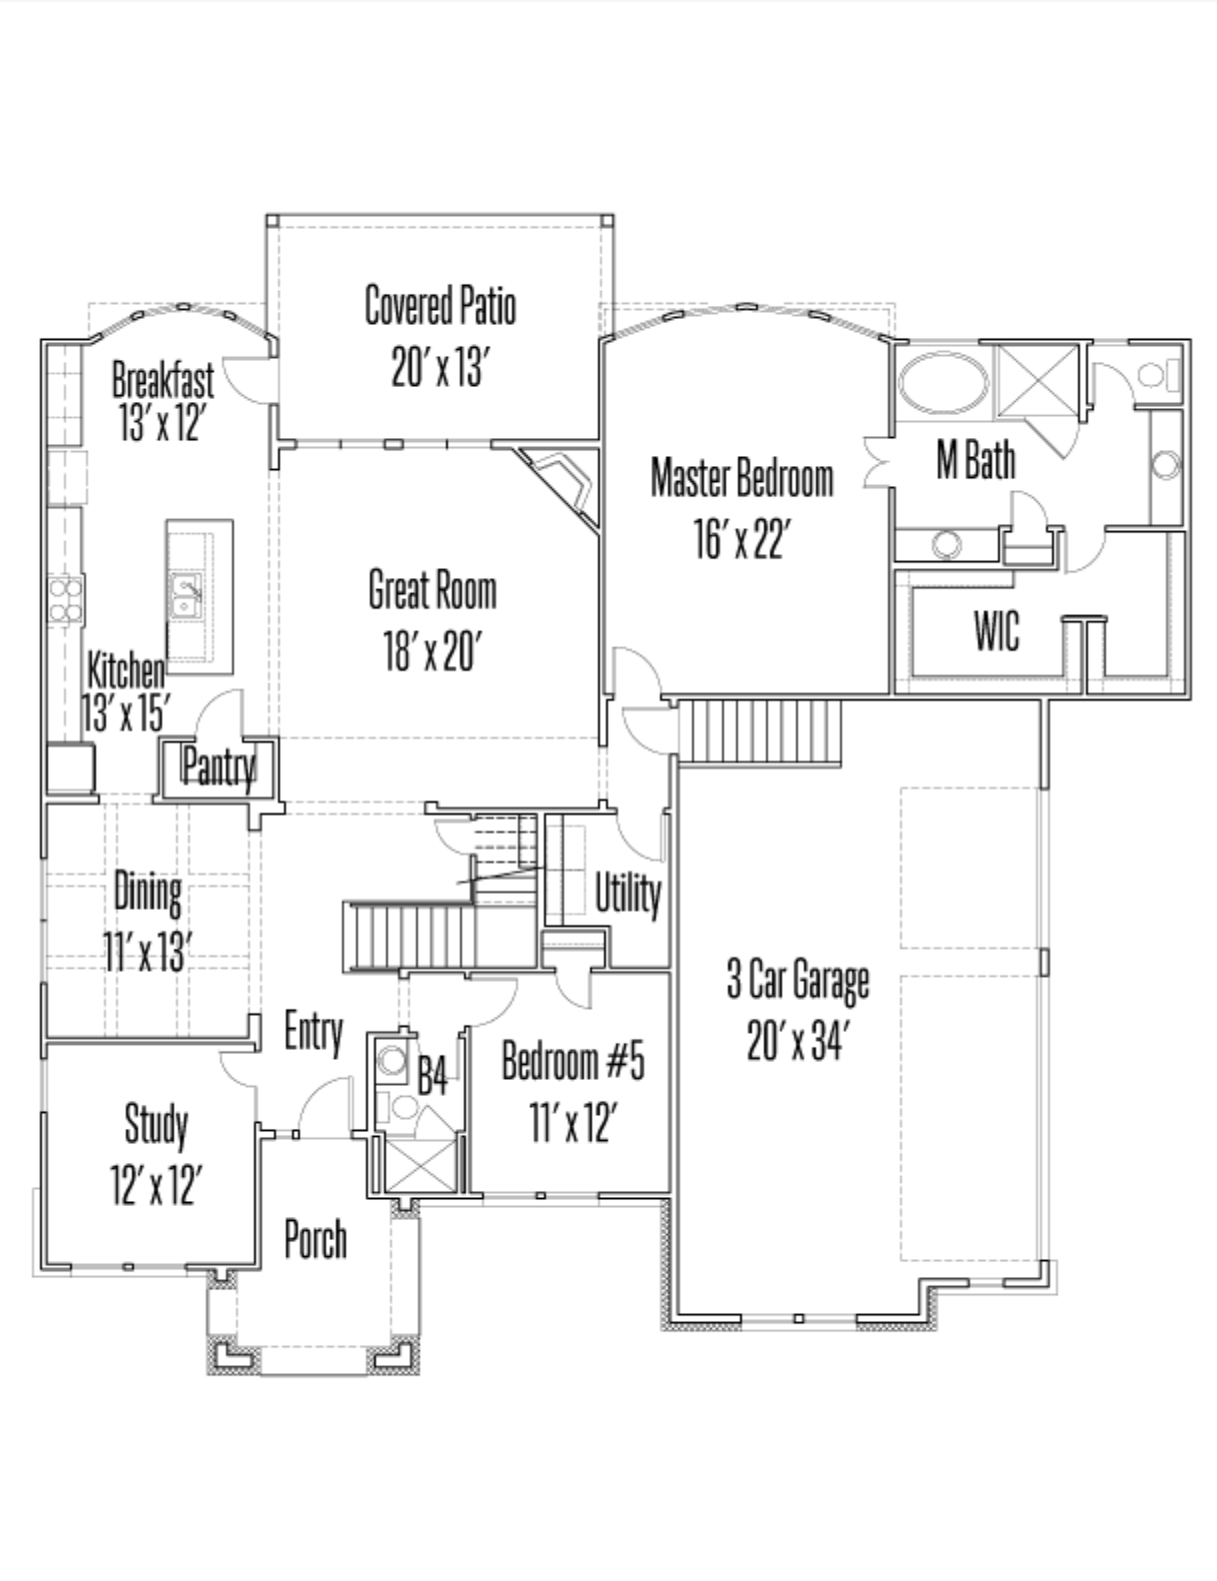 Covered Patio
20' x 13'
Breakfast
13' x 12'
Master Bedroom
16' x 22'
M Bath
Great Room
18' x 20'
WIC
Kitchen
13' x 15'
Pantry
Dining
11' x 13'
Utility
3 Car Garage
20' x 34'
Entry
B4
Bedroom #5
11' x 12'
Study
12' x 12'
Porch